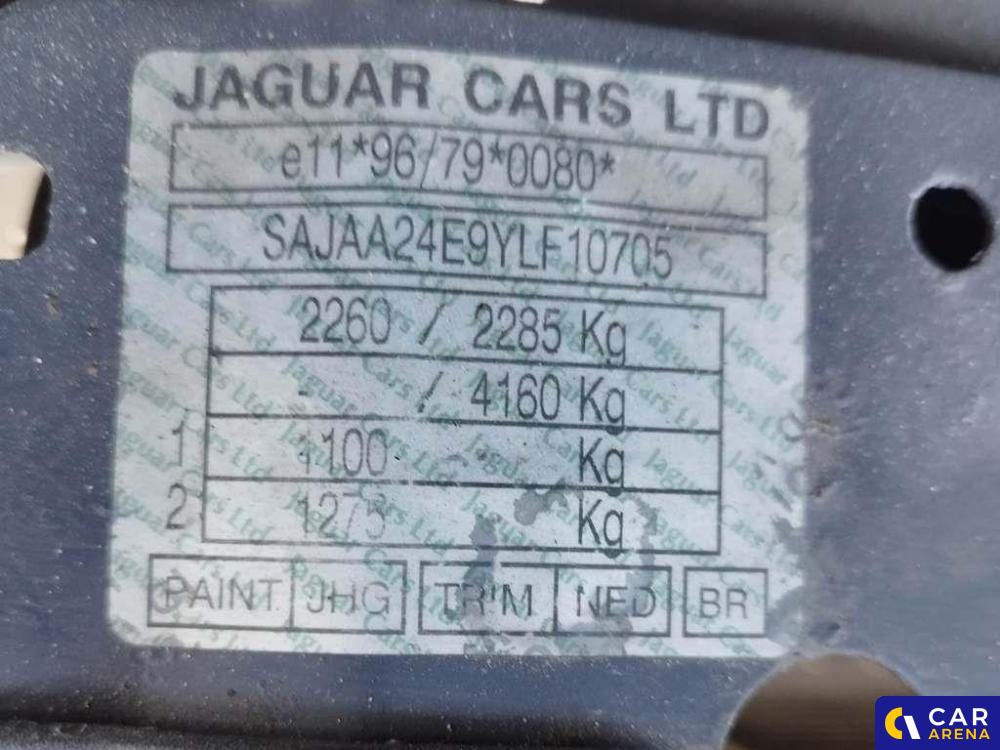 JAGUAR CARS LTD
e11*96/79*0080*
SAJAA24E9YLF10705
2260 / 2285 Kg
- / 4160 Kg
1 1100 Kg
2 1275 Kg
PAINT JHG TRIM NED BR
CAR
ARENA